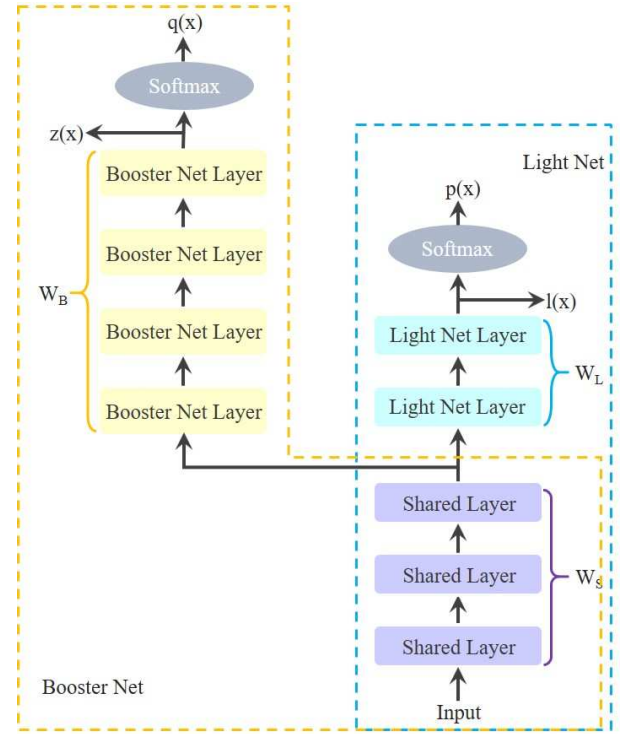 q(x)
Softmax
z(x)
Booster Net Layer
Booster Net Layer
Booster Net Layer
Booster Net Layer
W_B
Light Net
p(x)
Softmax
l(x)
Light Net Layer
Light Net Layer
W_L
Shared Layer
Shared Layer
Shared Layer
W_S
Booster Net
Input